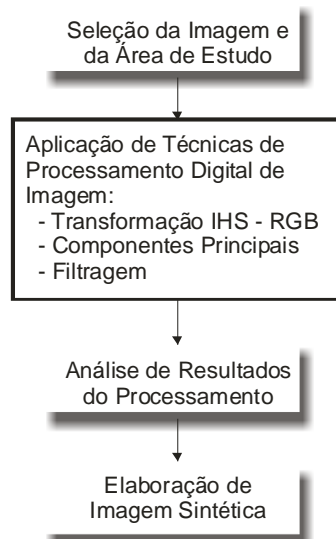 Seleção da Imagem e
da Área de Estudo
Aplicação de Técnicas de
Processamento Digital de
Imagem:
- Transformação IHS - RGB
- Componentes Principais
- Filtragem
Análise de Resultados
do Processamento
Elaboração de
Imagem Sintética